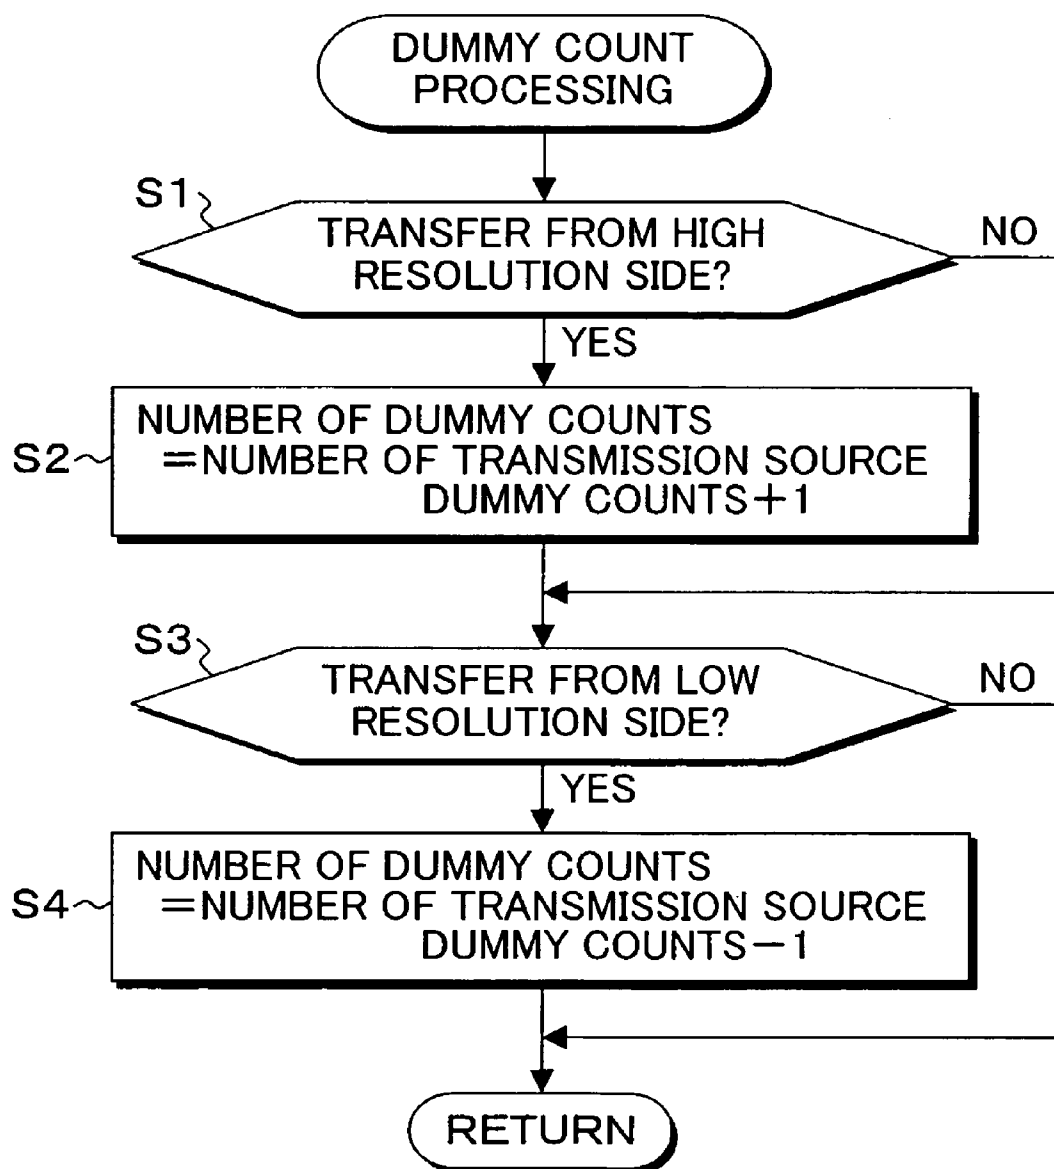 DUMMY COUNT
PROCESSING
S1
TRANSFER FROM HIGH
RESOLUTION SIDE?
NO
YES
S2
NUMBER OF DUMMY COUNTS
=NUMBER OF TRANSMISSION SOURCE
DUMMY COUNTS+1
S3
TRANSFER FROM LOW
RESOLUTION SIDE?
NO
YES
S4
NUMBER OF DUMMY COUNTS
=NUMBER OF TRANSMISSION SOURCE
DUMMY COUNTS−1
RETURN